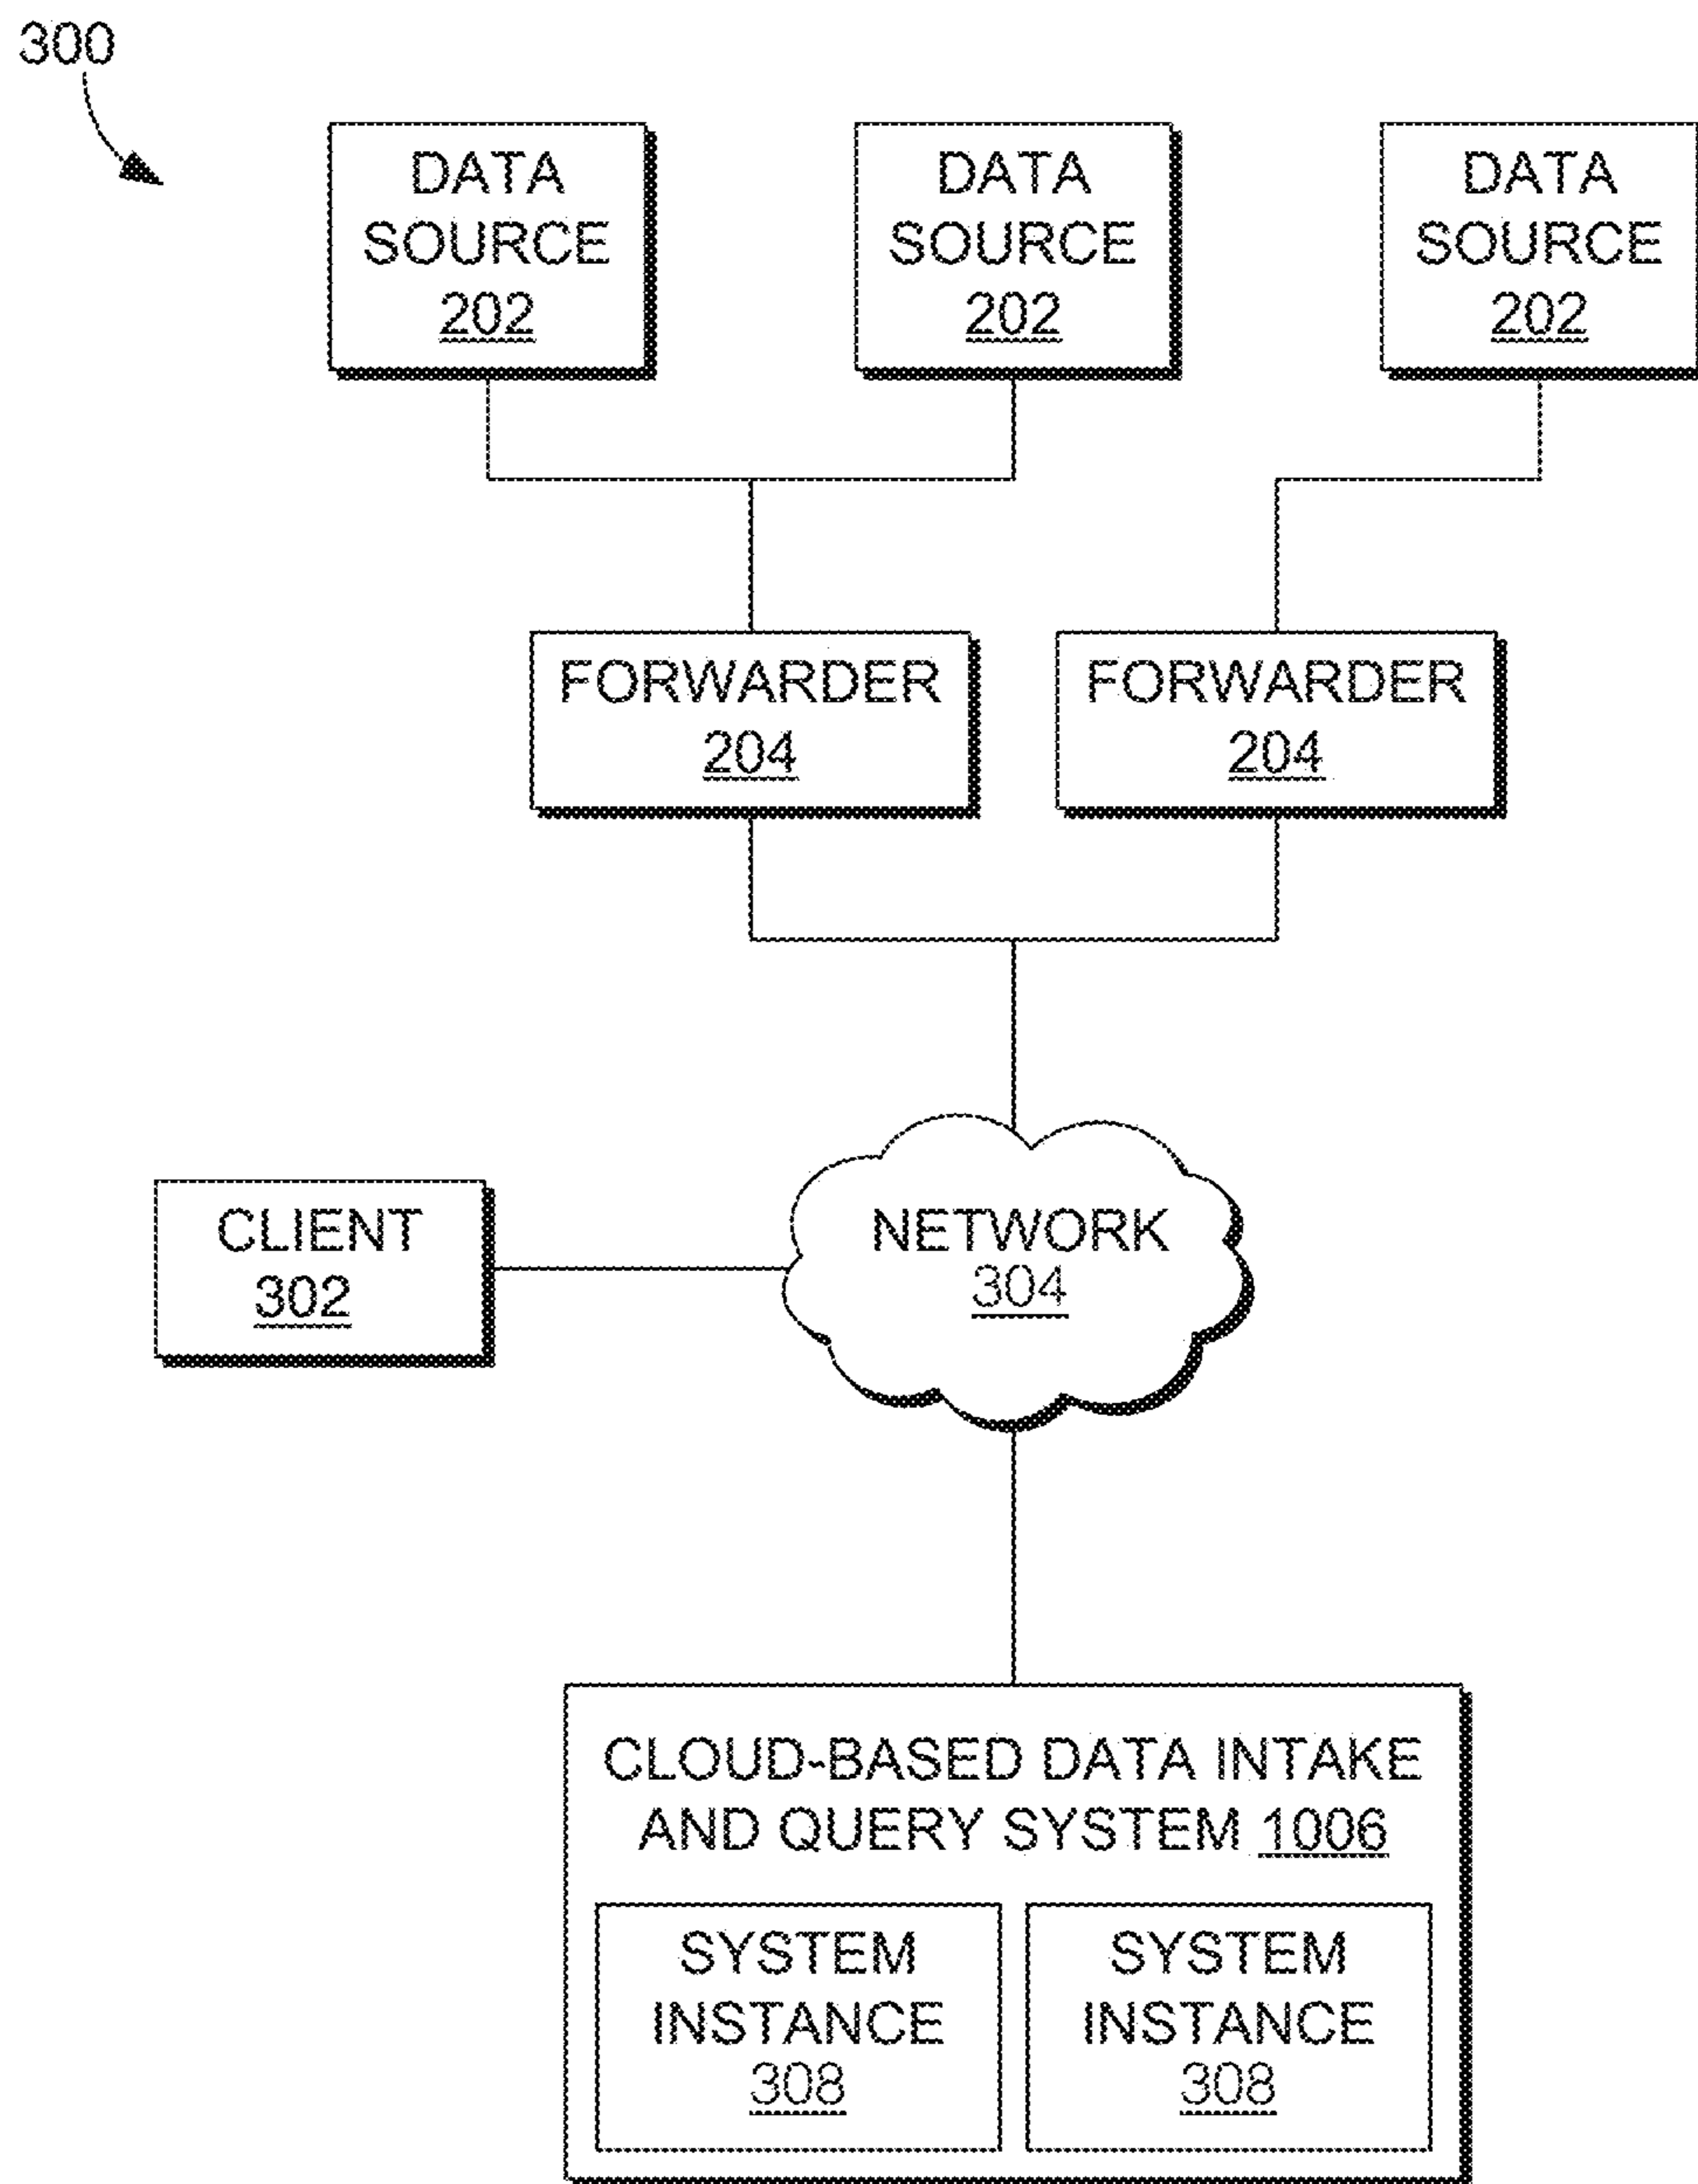 300
DATA
SOURCE
202
DATA
SOURCE
202
DATA
SOURCE
202
FORWARDER
204
FORWARDER
204
CLIENT
302
NETWORK
304
CLOUD-BASED DATA INTAKE
AND QUERY SYSTEM 1006
SYSTEM
INSTANCE
308
SYSTEM
INSTANCE
308